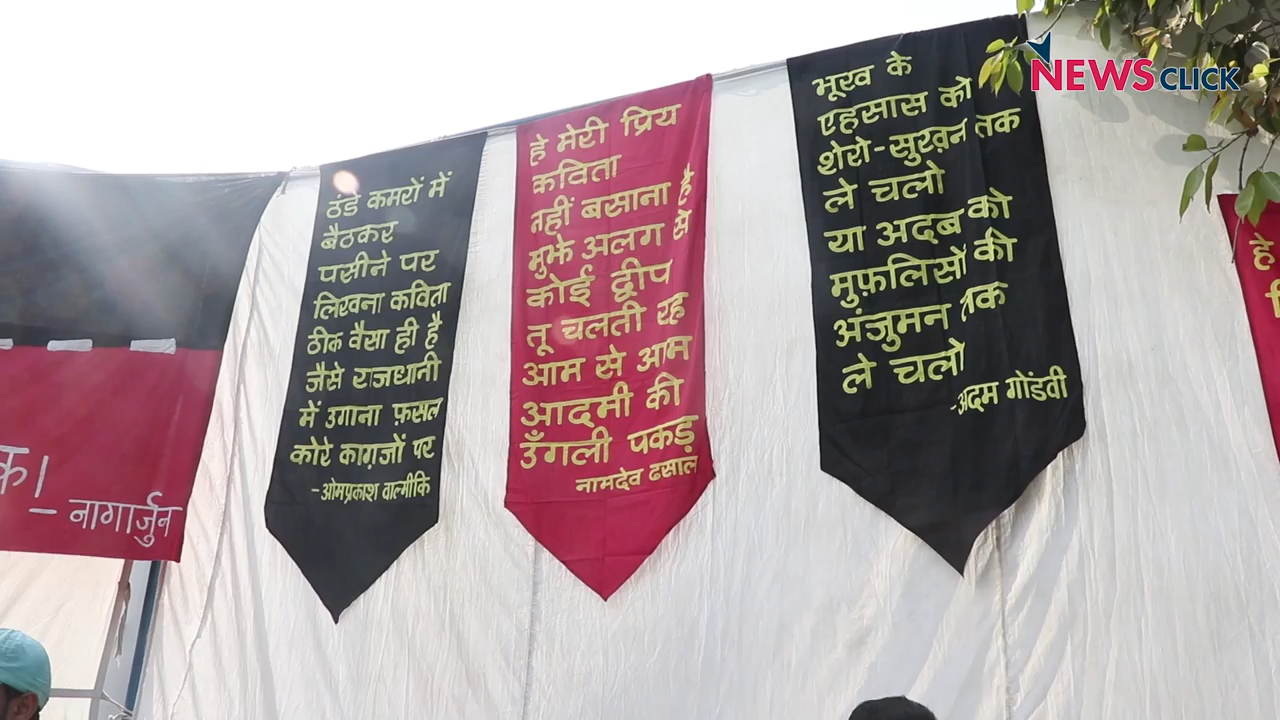 NEWSCLICK
क।
– नागार्जुन
ठंडे कमरों में
बैठकर
पसीने पर
लिखना कविता
ठीक वैसा ही है
जैसे राजधानी
में उगाना फ़सल
कोरे काग़जों पर
-ओमप्रकाश वाल्मीकि
हे मेरी प्रिय
कविता
नहीं बसाना है
मुझे अलग से
कोई द्वीप
तू चलती रह
आम से आम
आदमी की
उँगली पकड़
नामदेव ढसाल
भूख के
एहसास को
शेरो-सुख़न तक
ले चलो
या अदब को
मुफ़लिसों की
अंजुमन तक
ले चलो
-अदम गोंडवी
हे